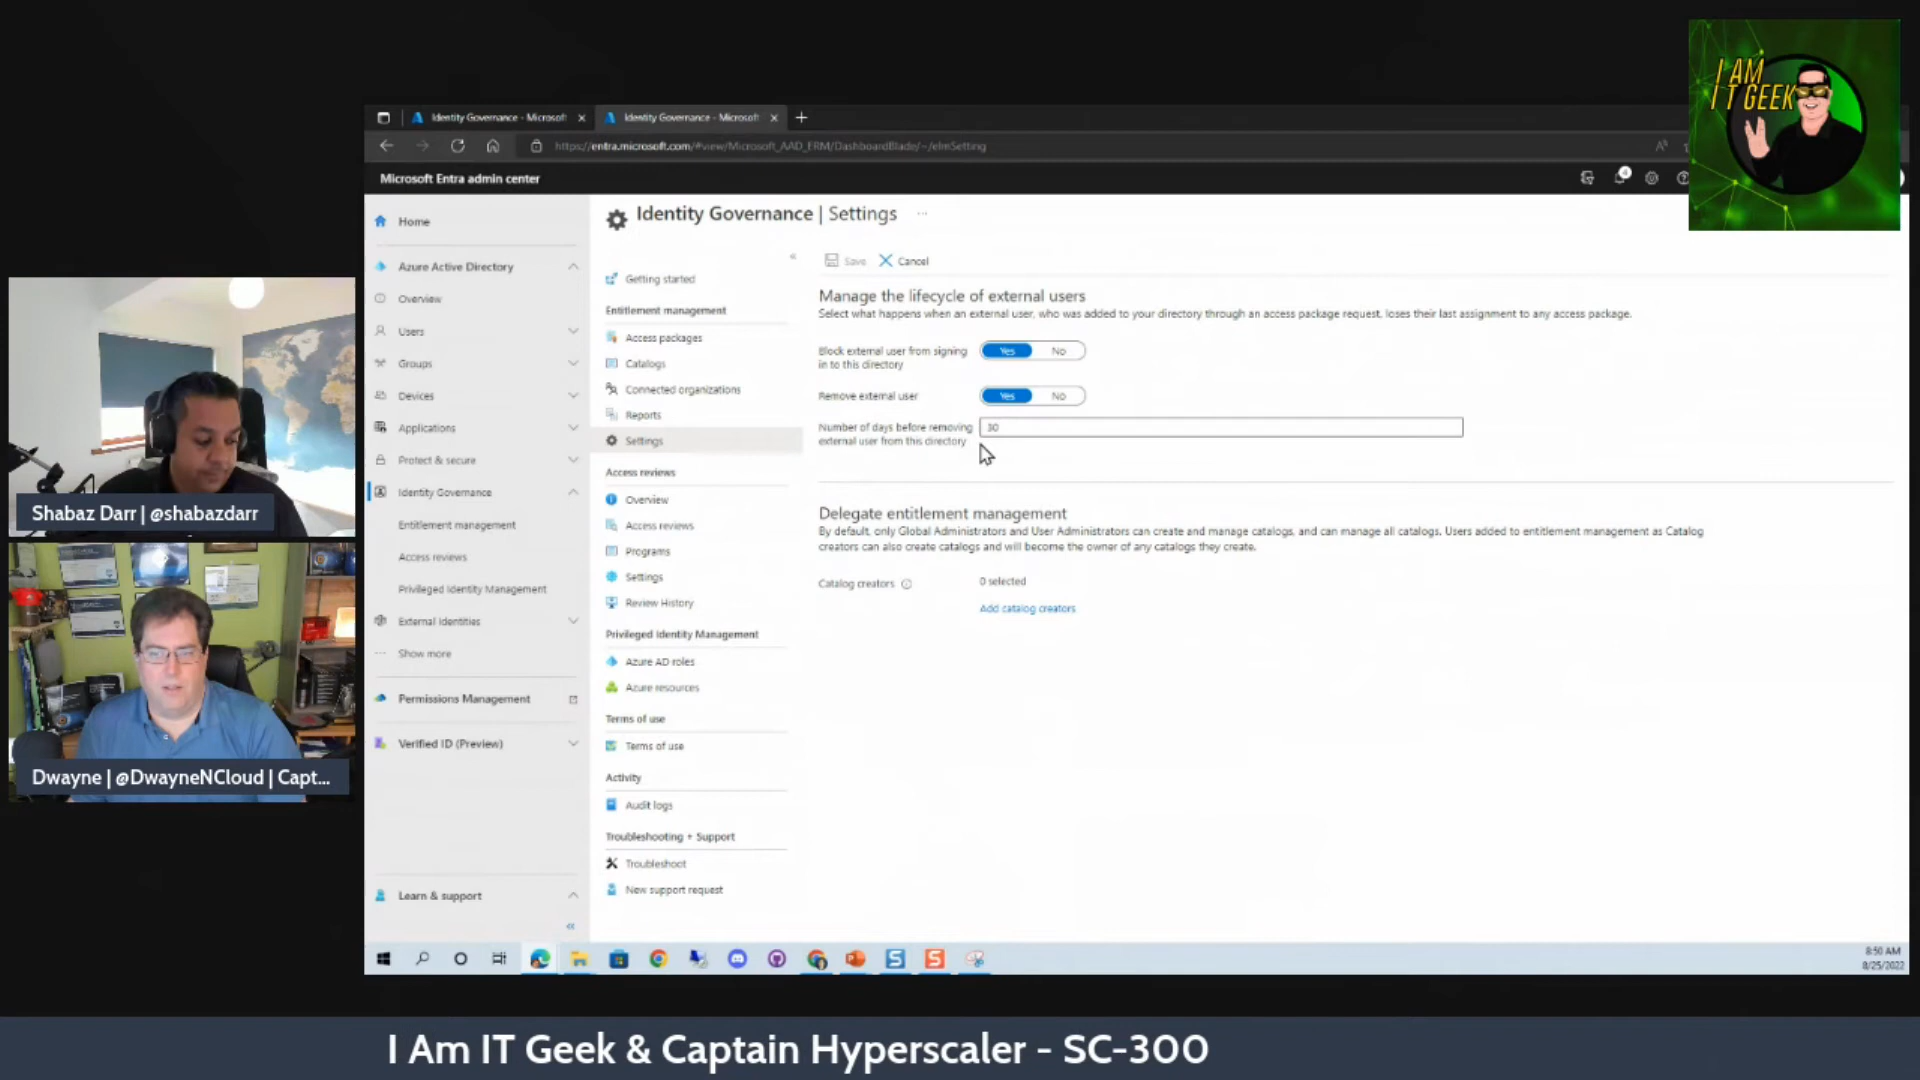 I AM
IT GEEK
Identity Governance - Microsoft
Identity Governance - Microsoft
https://entra.microsoft.com/#view/Microsoft_AAD_ERM/DashboardBlade/~/elmSetting
Microsoft Entra admin center
4
Home
Azure Active Directory
Overview
Users
Groups
Devices
Applications
Protect & secure
Identity Governance
Entitlement management
Access reviews
Privileged Identity Management
External Identities
Show more
Permissions Management
Verified ID (Preview)
Learn & support
Identity Governance | Settings
Getting started
Entitlement management
Access packages
Catalogs
Connected organizations
Reports
Settings
Access reviews
Overview
Access reviews
Programs
Settings
Review History
Privileged Identity Management
Azure AD roles
Azure resources
Terms of use
Terms of use
Activity
Audit logs
Troubleshooting + Support
Troubleshoot
New support request
Save
Cancel
Manage the lifecycle of external users
Select what happens when an external user, who was added to your directory through an access package request, loses their last assignment to any access package.
Block external user from signing
in to this directory
Yes
No
Remove external user
Yes
No
Number of days before removing
external user from this directory
30
Delegate entitlement management
By default, only Global Administrators and User Administrators can create and manage catalogs, and can manage all catalogs. Users added to entitlement management as Catalog
creators can also create catalogs and will become the owner of any catalogs they create.
Catalog creators
0 selected
Add catalog creators
8:50 AM
8/25/2022
Shabaz Darr | @shabazdarr
Dwayne | @DwayneNCloud | Capt...
I Am IT Geek & Captain Hyperscaler - SC-300